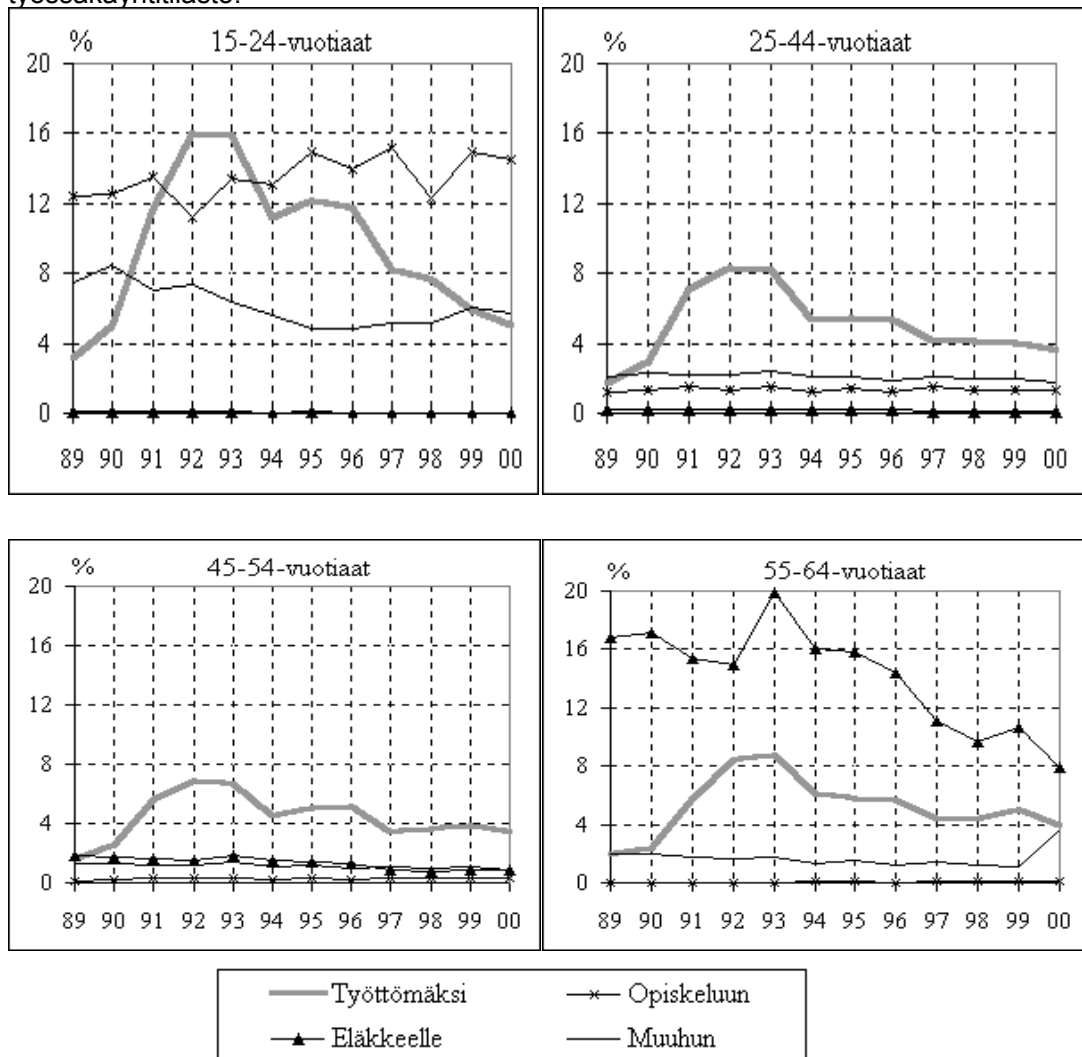 työssäkäyntitilasto.
% 15-24-vuotiaat
20
16
12
8
4
0
89 90 91 92 93 94 95 96 97 98 99 00
% 25-44-vuotiaat
20
16
12
8
4
0
89 90 91 92 93 94 95 96 97 98 99 00
% 45-54-vuotiaat
20
16
12
8
4
0
89 90 91 92 93 94 95 96 97 98 99 00
% 55-64-vuotiaat
20
16
12
8
4
0
89 90 91 92 93 94 95 96 97 98 99 00
Työttömäksi Opiskeluun
Eläkkeelle Muuhun